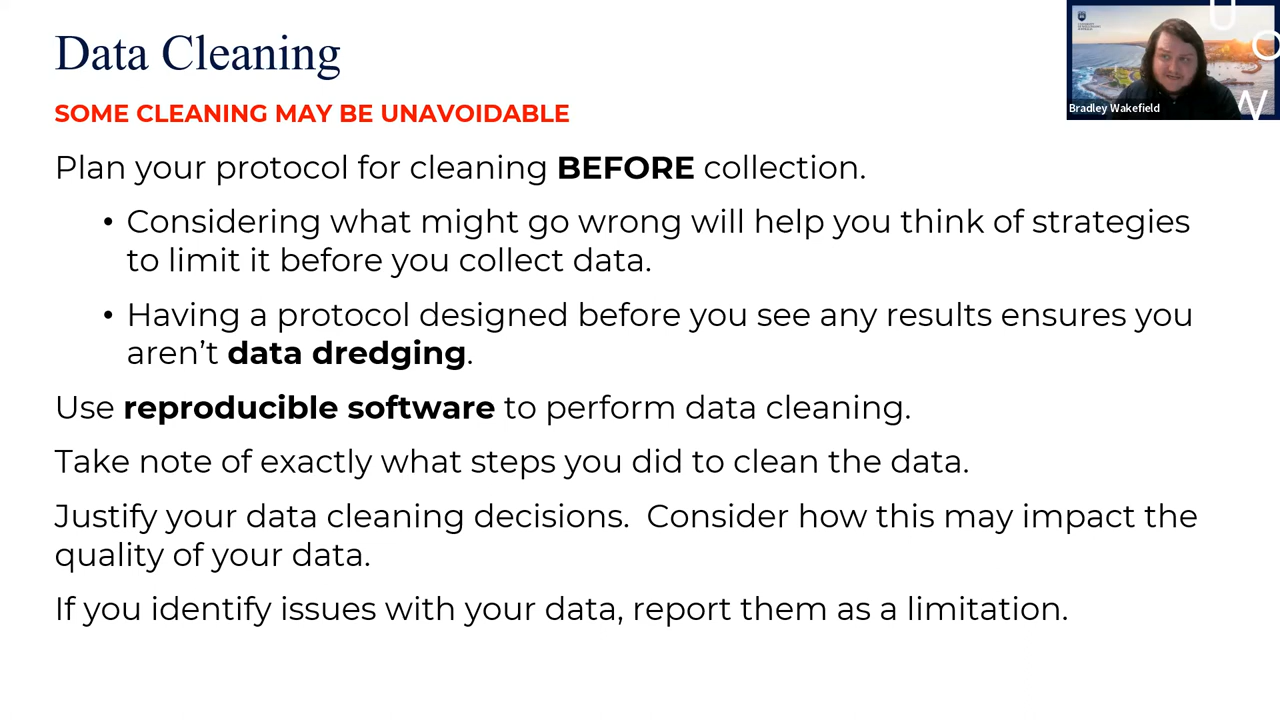 Data Cleaning
SOME CLEANING MAY BE UNAVOIDABLE
Plan your protocol for cleaning BEFORE collection.
• Considering what might go wrong will help you think of strategies
to limit it before you collect data.
• Having a protocol designed before you see any results ensures you
aren’t data dredging.
Use reproducible software to perform data cleaning.
Take note of exactly what steps you did to clean the data.
Justify your data cleaning decisions.  Consider how this may impact the
quality of your data.
If you identify issues with your data, report them as a limitation.
U
O
W
Bradley Wakefield